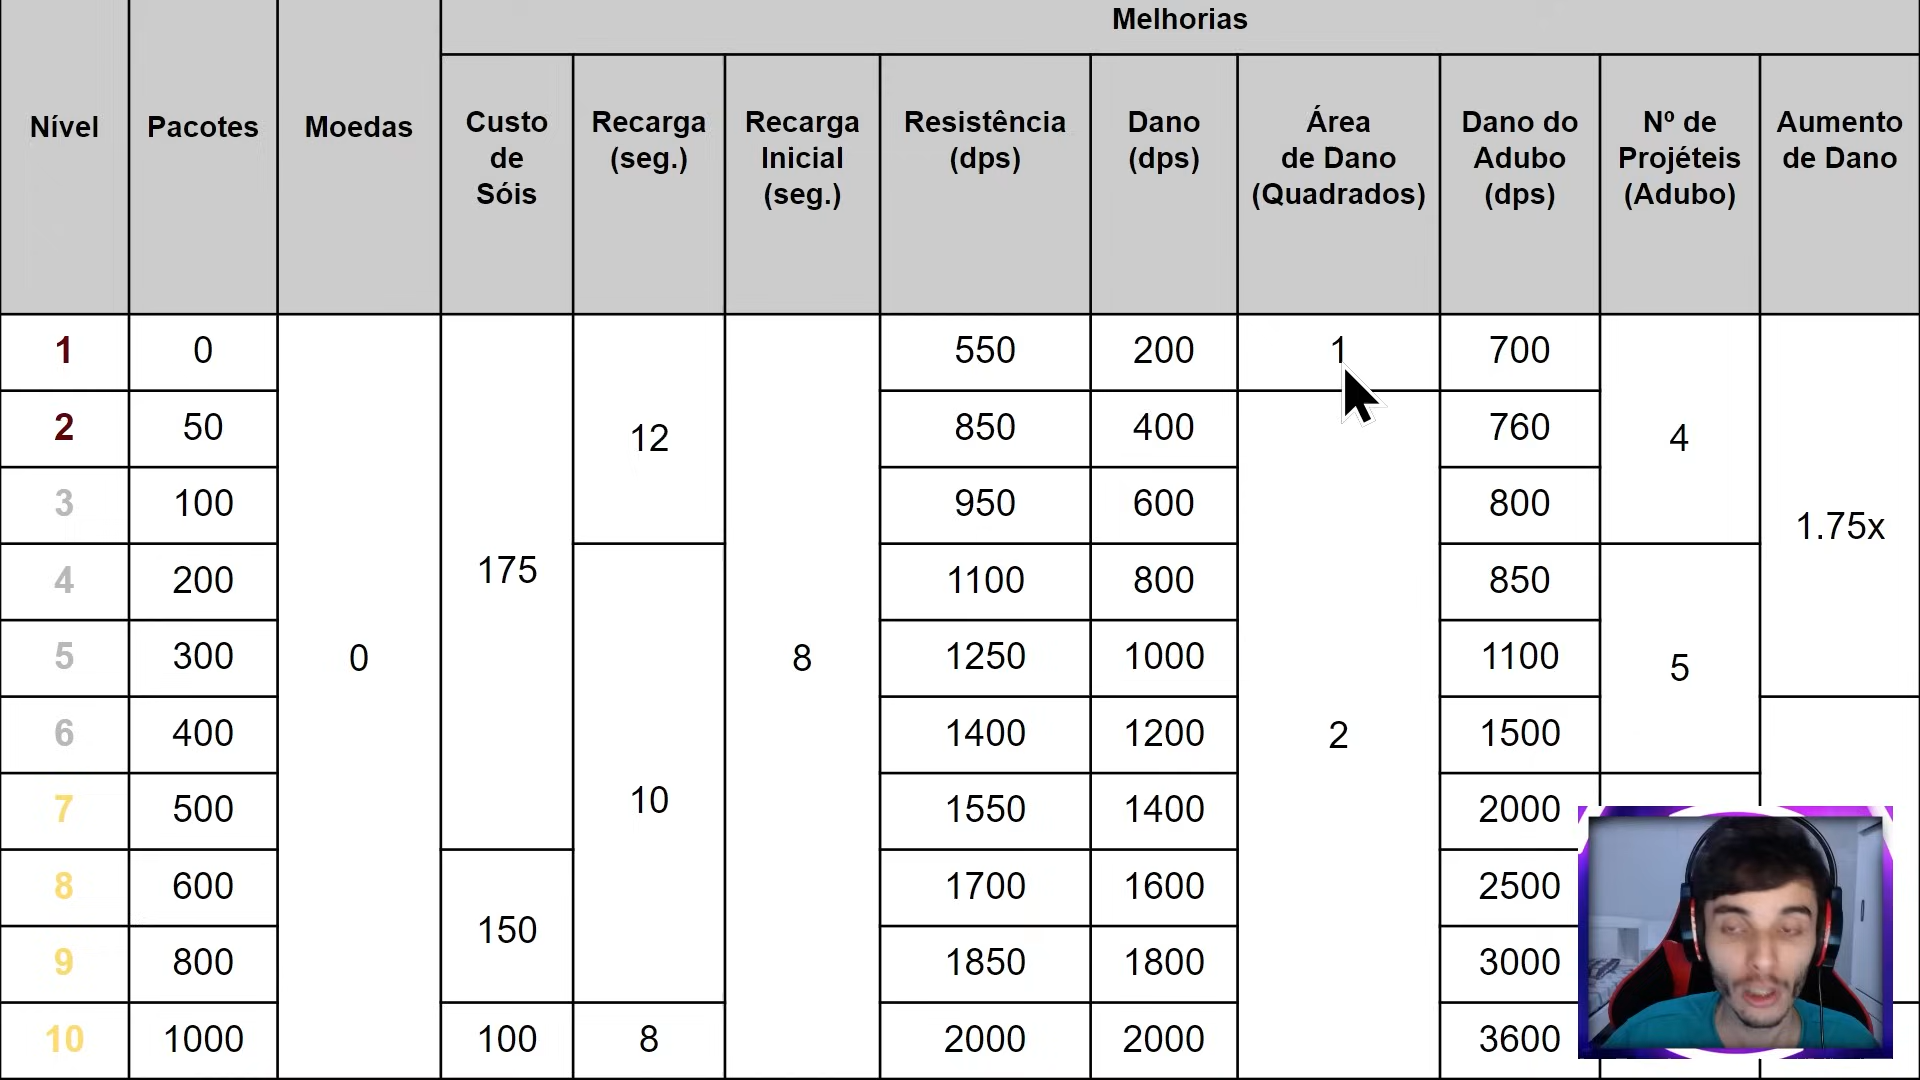 Melhorias
Nível Pacotes Moedas Custo de Sóis Recarga (seg.) Recarga Inicial (seg.) Resistência (dps) Dano (dps) Área de Dano (Quadrados) Dano do Adubo (dps) Nº de Projéteis (Adubo) Aumento de Dano
1 0 550 200 1 700
2 50 12 850 400 760 4
3 100 950 600 800
1.75x
4 200 175 1100 800 850
5 300 0 8 1250 1000 1100 5
6 400 1400 1200 2 1500
7 500 10 1550 1400 2000
8 600 1700 1600 2500
150
9 800 1850 1800 3000
10 1000 100 8 2000 2000 3600